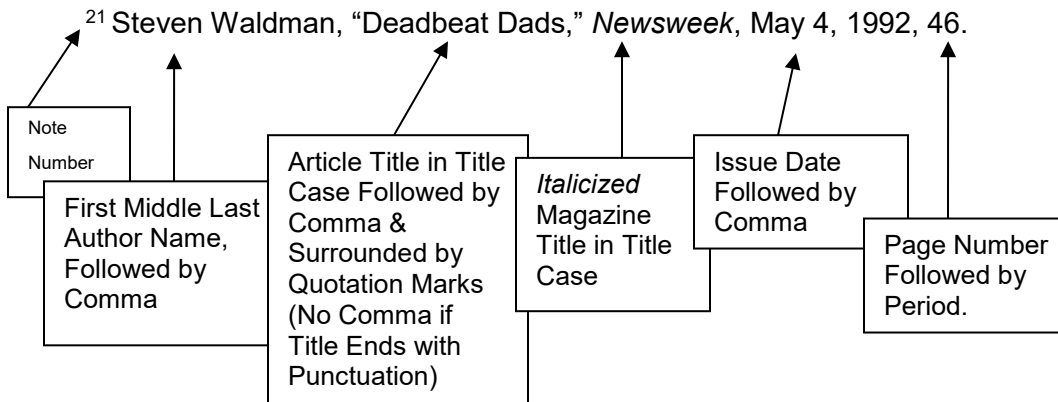 21 Steven Waldman, “Deadbeat Dads,” Newsweek, May 4, 1992, 46.
Note
Number
First Middle Last
Author Name,
Followed by
Comma
Article Title in Title
Case Followed by
Comma &
Surrounded by
Quotation Marks
(No Comma if
Title Ends with
Punctuation)
Italicized
Magazine
Title in Title
Case
Issue Date
Followed by
Comma
Page Number
Followed by
Period.